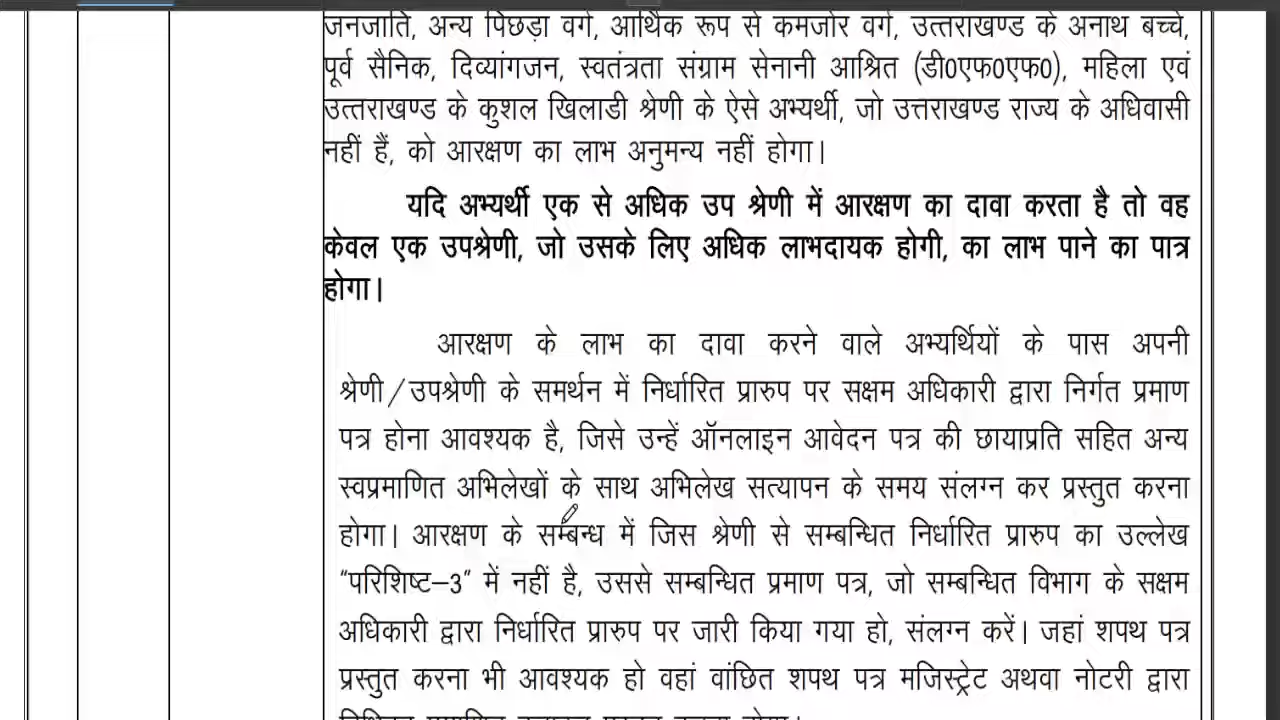 जनजाति, अन्य पिछड़ा वर्ग, आर्थिक रूप से कमजोर वर्ग, उत्तराखण्ड के अनाथ बच्चे,
पूर्व सैनिक, दिव्यांगजन, स्वतंत्रता संग्राम सेनानी आश्रित (डी0एफ0एफ0), महिला एवं
उत्तराखण्ड के कुशल खिलाडी श्रेणी के ऐसे अभ्यर्थी, जो उत्तराखण्ड राज्य के अधिवासी
नहीं हैं, को आरक्षण का लाभ अनुमन्य नहीं होगा।
यदि अभ्यर्थी एक से अधिक उप श्रेणी में आरक्षण का दावा करता है तो वह
केवल एक उपश्रेणी, जो उसके लिए अधिक लाभदायक होगी, का लाभ पाने का पात्र
होगा।
आरक्षण के लाभ का दावा करने वाले अभ्यर्थियों के पास अपनी
श्रेणी/उपश्रेणी के समर्थन में निर्धारित प्रारुप पर सक्षम अधिकारी द्वारा निर्गत प्रमाण
पत्र होना आवश्यक है, जिसे उन्हें ऑनलाइन आवेदन पत्र की छायाप्रति सहित अन्य
स्वप्रमाणित अभिलेखों के साथ अभिलेख सत्यापन के समय संलग्न कर प्रस्तुत करना
होगा। आरक्षण के सम्बन्ध में जिस श्रेणी से सम्बन्धित निर्धारित प्रारुप का उल्लेख
"परिशिष्ट–3" में नहीं है, उससे सम्बन्धित प्रमाण पत्र, जो सम्बन्धित विभाग के सक्षम
अधिकारी द्वारा निर्धारित प्रारुप पर जारी किया गया हो, संलग्न करें। जहां शपथ पत्र
प्रस्तुत करना भी आवश्यक हो वहां वांछित शपथ पत्र मजिस्ट्रेट अथवा नोटरी द्वारा